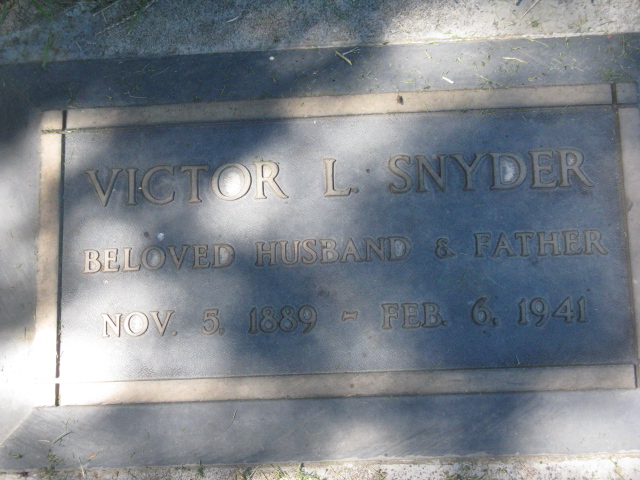 VICTOR L. SNYDER
BELOVED HUSBAND & FATHER
NOV. 5, 1889 ~ FEB. 6, 1941